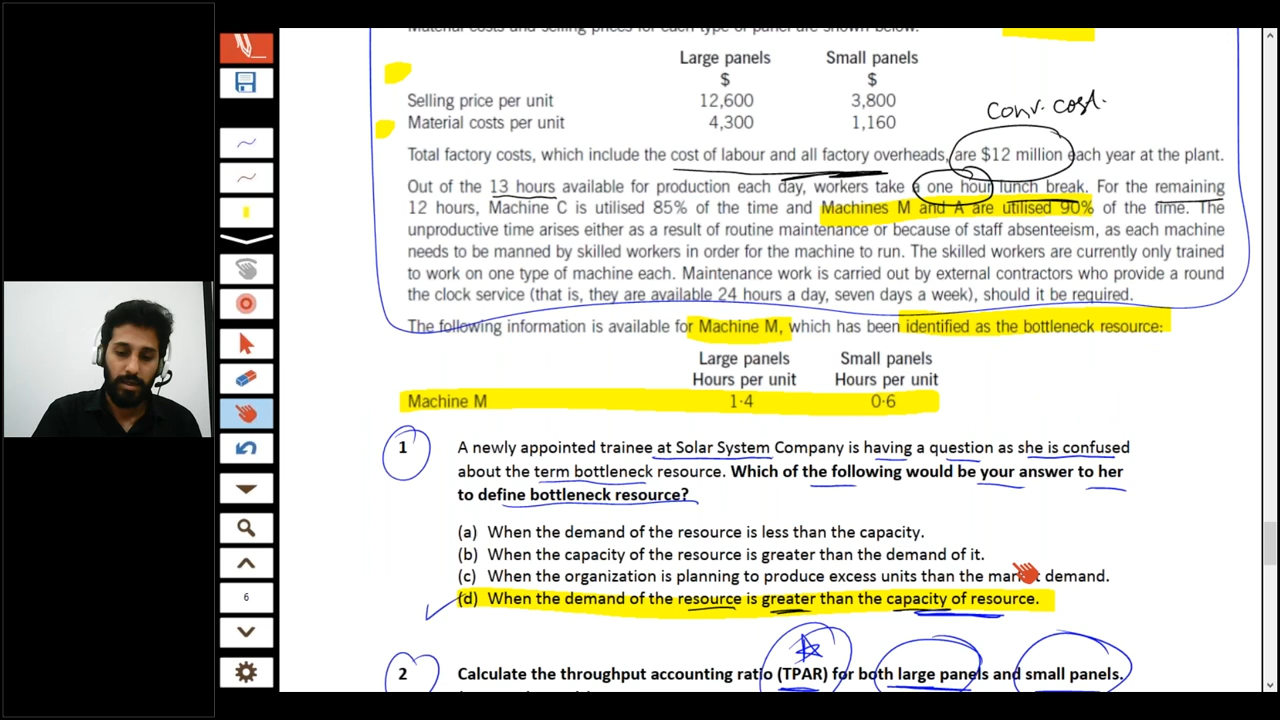 Material costs and selling prices for each type of panel are shown below.
Large panels Small panels
$ $
Selling price per unit 12,600 3,800
Material costs per unit 4,300 1,160
Conv. cost.
Total factory costs, which include the cost of labour and all factory overheads, are $12 million each year at the plant.
Out of the 13 hours available for production each day, workers take a one hour lunch break. For the remaining
12 hours, Machine C is utilised 85% of the time and Machines M and A are utilised 90% of the time. The
unproductive time arises either as a result of routine maintenance or because of staff absenteeism, as each machine
needs to be manned by skilled workers in order for the machine to run. The skilled workers are currently only trained
to work on one type of machine each. Maintenance work is carried out by external contractors who provide a round
the clock service (that is, they are available 24 hours a day, seven days a week), should it be required.
The following information is available for Machine M, which has been identified as the bottleneck resource:
Large panels Small panels
Hours per unit Hours per unit
Machine M 1·4 0·6
1 A newly appointed trainee at Solar System Company is having a question as she is confused
about the term bottleneck resource. Which of the following would be your answer to her
to define bottleneck resource?
(a) When the demand of the resource is less than the capacity.
(b) When the capacity of the resource is greater than the demand of it.
(c) When the organization is planning to produce excess units than the market demand.
(d) When the demand of the resource is greater than the capacity of resource.
6
2 Calculate the throughput accounting ratio (TPAR) for both large panels and small panels.